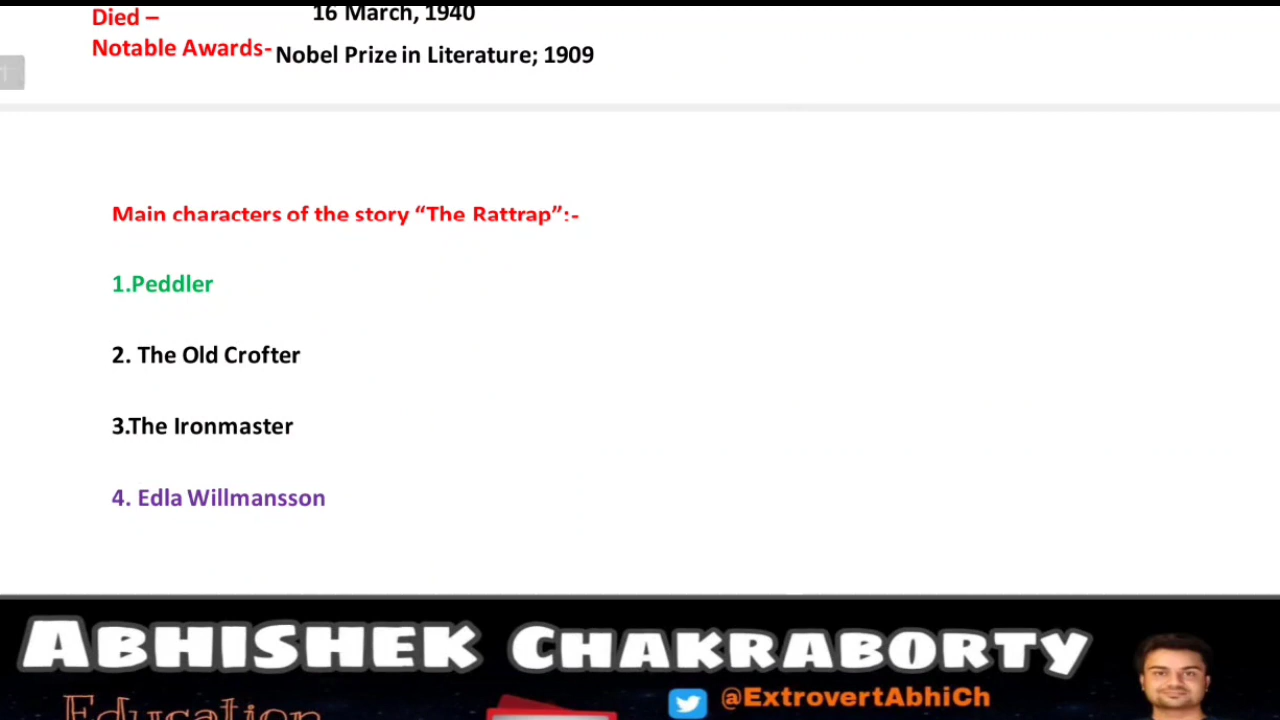 Died – 16 March, 1940
Notable Awards- Nobel Prize in Literature; 1909
Main characters of the story “The Rattrap”:-
1.Peddler
2. The Old Crofter
3.The Ironmaster
4. Edla Willmansson
ABHISHEK CHAKRABORTY
Education
@ExtrovertAbhiCh